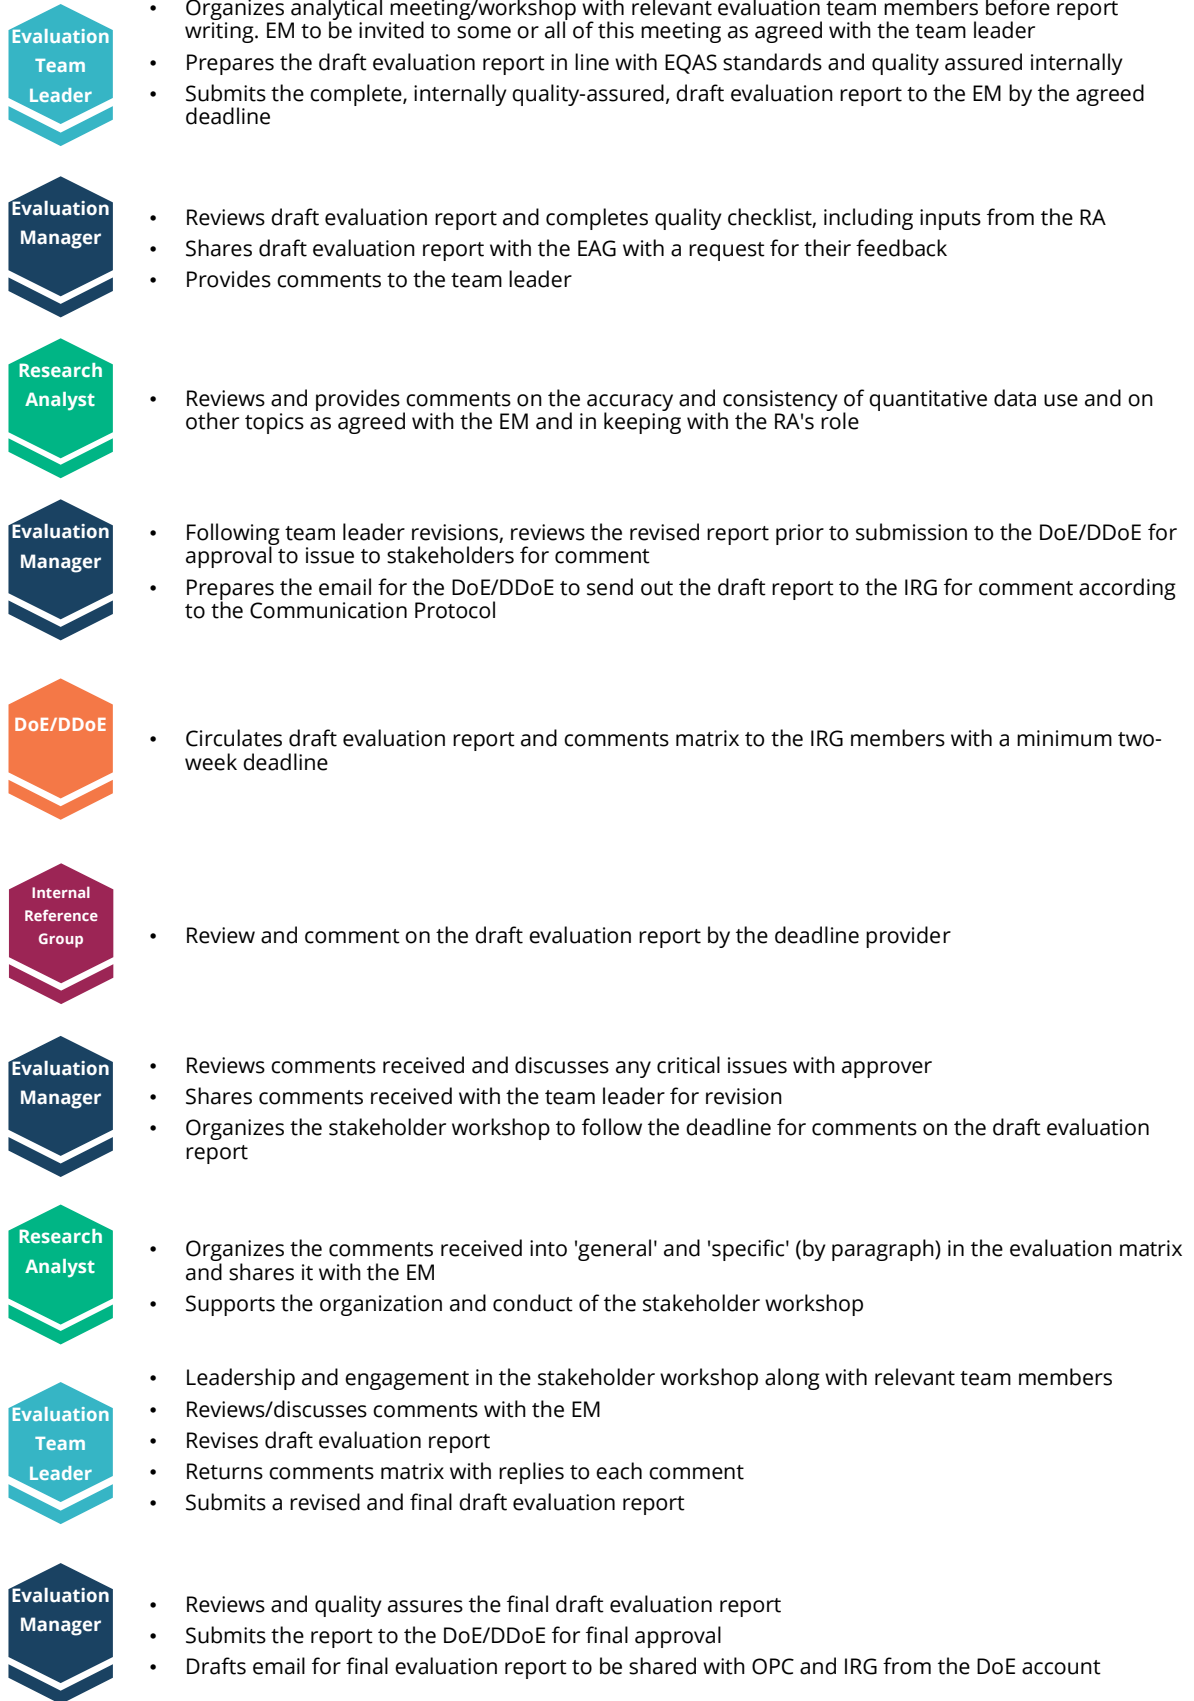 • Organizes analytical meeting/workshop with relevant evaluation team members before report
writing. EM to be invited to some or all of this meeting as agreed with the team leader
• Prepares the draft evaluation report in line with EQAS standards and quality assured internally
• Submits the complete, internally quality-assured, draft evaluation report to the EM by the agreed
deadline
Evaluation
Team
Leader
Evaluation
Manager
• Reviews draft evaluation report and completes quality checklist, including inputs from the RA
• Shares draft evaluation report with the EAG with a request for their feedback
• Provides comments to the team leader
Research
Analyst
• Reviews and provides comments on the accuracy and consistency of quantitative data use and on
other topics as agreed with the EM and in keeping with the RA's role
Evaluation
Manager
• Following team leader revisions, reviews the revised report prior to submission to the DoE/DDoE for
approval to issue to stakeholders for comment
• Prepares the email for the DoE/DDoE to send out the draft report to the IRG for comment according
to the Communication Protocol
DoE/DDoE
• Circulates draft evaluation report and comments matrix to the IRG members with a minimum two-
week deadline
Internal
Reference
Group
• Review and comment on the draft evaluation report by the deadline provider
Evaluation
Manager
• Reviews comments received and discusses any critical issues with approver
• Shares comments received with the team leader for revision
• Organizes the stakeholder workshop to follow the deadline for comments on the draft evaluation
report
Research
Analyst
• Organizes the comments received into 'general' and 'specific' (by paragraph) in the evaluation matrix
and shares it with the EM
• Supports the organization and conduct of the stakeholder workshop
Evaluation
Team
Leader
• Leadership and engagement in the stakeholder workshop along with relevant team members
• Reviews/discusses comments with the EM
• Revises draft evaluation report
• Returns comments matrix with replies to each comment
• Submits a revised and final draft evaluation report
Evaluation
Manager
• Reviews and quality assures the final draft evaluation report
• Submits the report to the DoE/DDoE for final approval
• Drafts email for final evaluation report to be shared with OPC and IRG from the DoE account